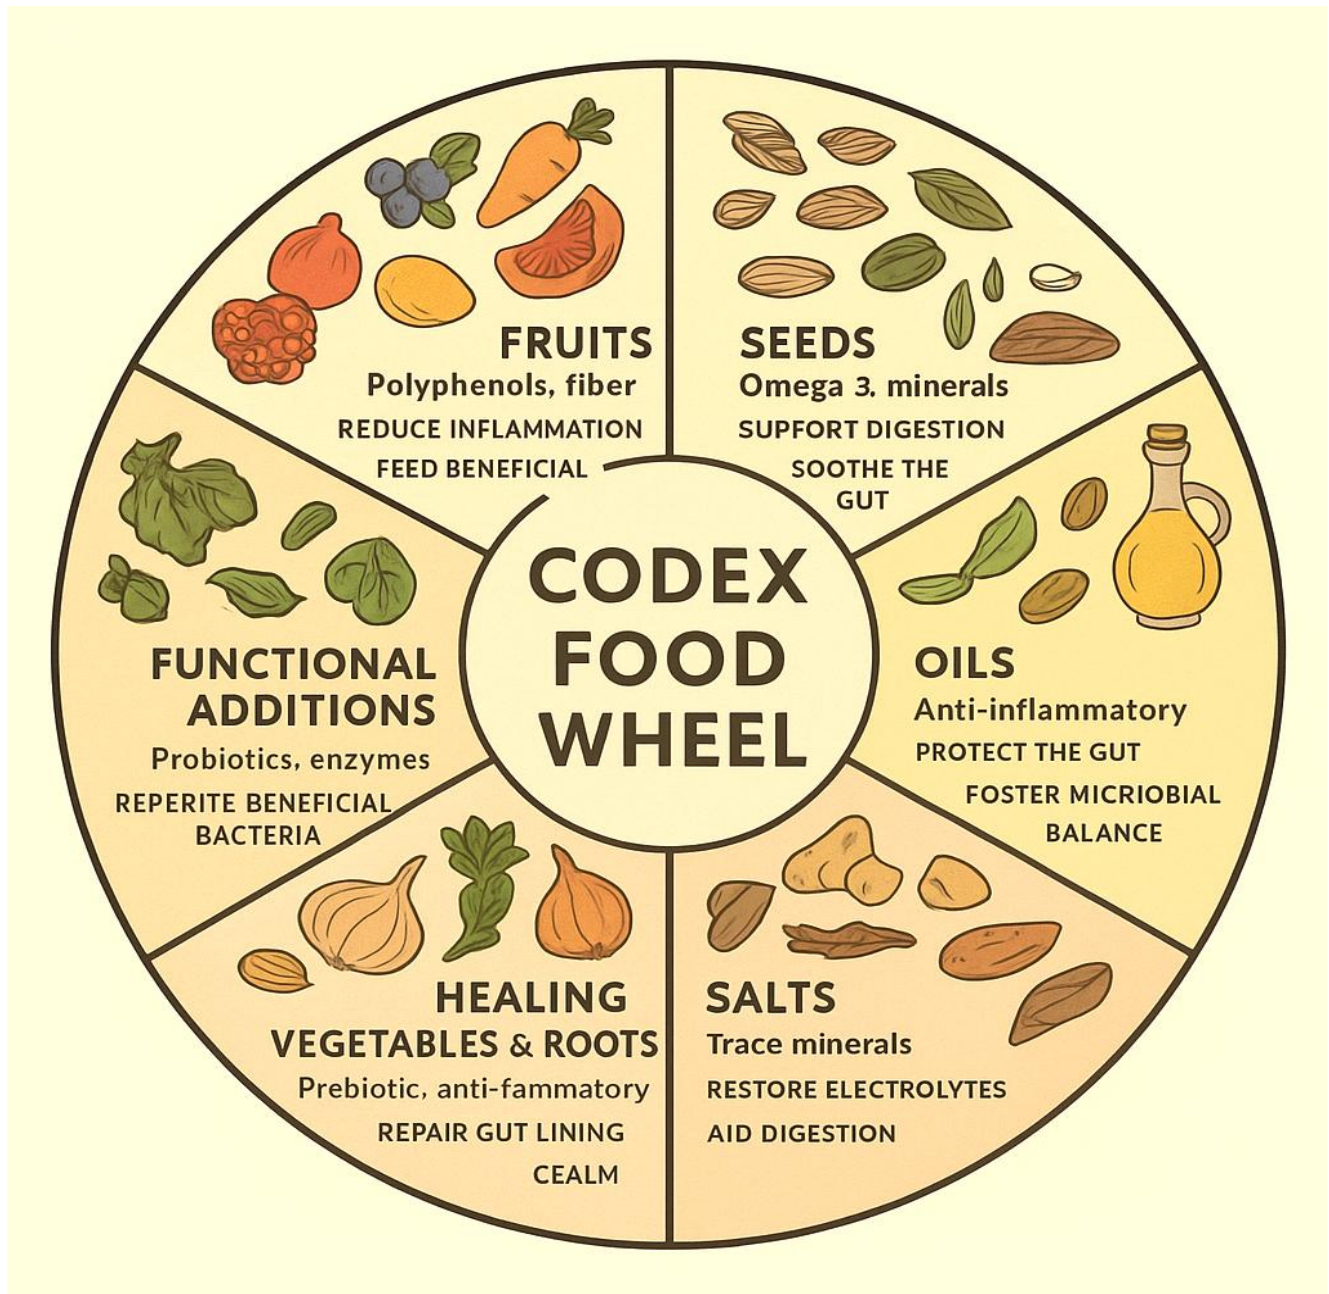 FRUITS
Polyphenols, fiber
REDUCE INFLAMMATION
FEED BENEFICIAL
SEEDS
Omega 3. minerals
SUPFORT DIGESTION
SOOTHE THE
GUT
CODEX
FOOD
WHEEL
OILS
Anti-inflammatory
PROTECT THE GUT
FOSTER MICRIOBIAL
BALANCE
SALTS
Trace minerals
RESTORE ELECTROLYTES
AID DIGESTION
HEALING
VEGETABLES & ROOTS
Prebiotic, anti-fammatory
REPAIR GUT LINING
CEALM
FUNCTIONAL
ADDITIONS
Probiotics, enzymes
REPERITE BENEFICIAL
BACTERIA